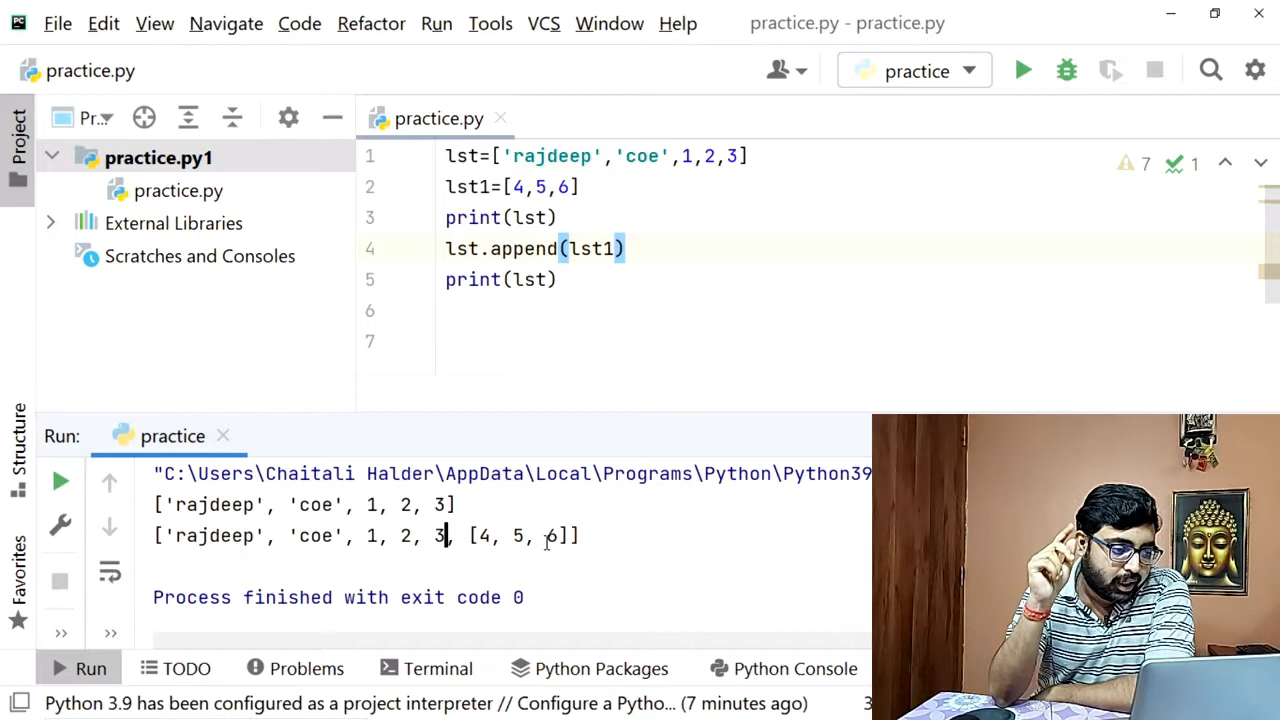 File Edit View Navigate Code Refactor Run Tools VCS Window Help practice.py - practice.py
practice.py practice
Project
Pr...
practice.py
practice.py1
practice.py
External Libraries
Scratches and Consoles
1 lst=['rajdeep','coe',1,2,3]
2 lst1=[4,5,6]
3 print(lst)
4 lst.append(lst1)
5 print(lst)
6
7
7 1
Structure
Favorites
Run: practice
"C:\Users\Chaitali Halder\AppData\Local\Programs\Python\Python39
['rajdeep', 'coe', 1, 2, 3]
['rajdeep', 'coe', 1, 2, 3, [4, 5, 6]]
Process finished with exit code 0
Run TODO Problems Terminal Python Packages Python Console
Python 3.9 has been configured as a project interpreter // Configure a Pytho... (7 minutes ago)